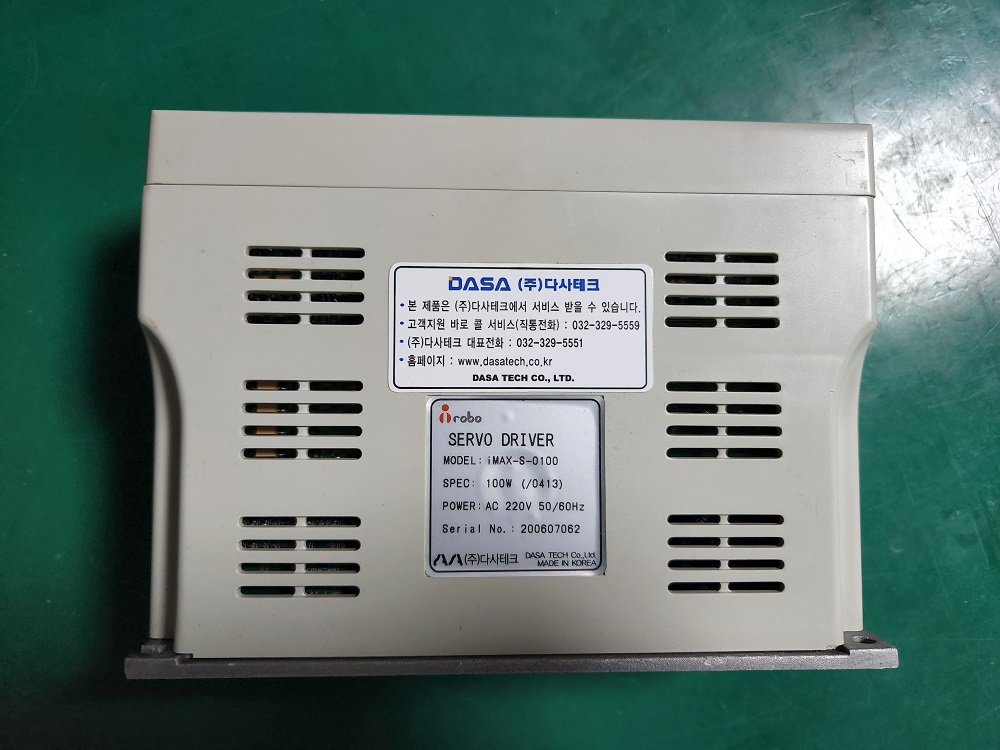 DASA (주)다사테크
• 본 제품은 (주)다사테크에서 서비스 받을 수 있습니다.
• 고객지원 바로 콜 서비스(직통전화) : 032-329-5559
• (주)다사테크 대표전화 : 032-329-5551
• 홈페이지 : www.dasatech.co.kr
DASA TECH CO., LTD.
irobo
SERVO DRIVER
MODEL: iMAX-S-0100
SPEC: 100W (/0413)
POWER: AC 220V 50/60Hz
Serial No.: 200607062
(주)다사테크 DASA TECH Co.,Ltd.
MADE IN KOREA